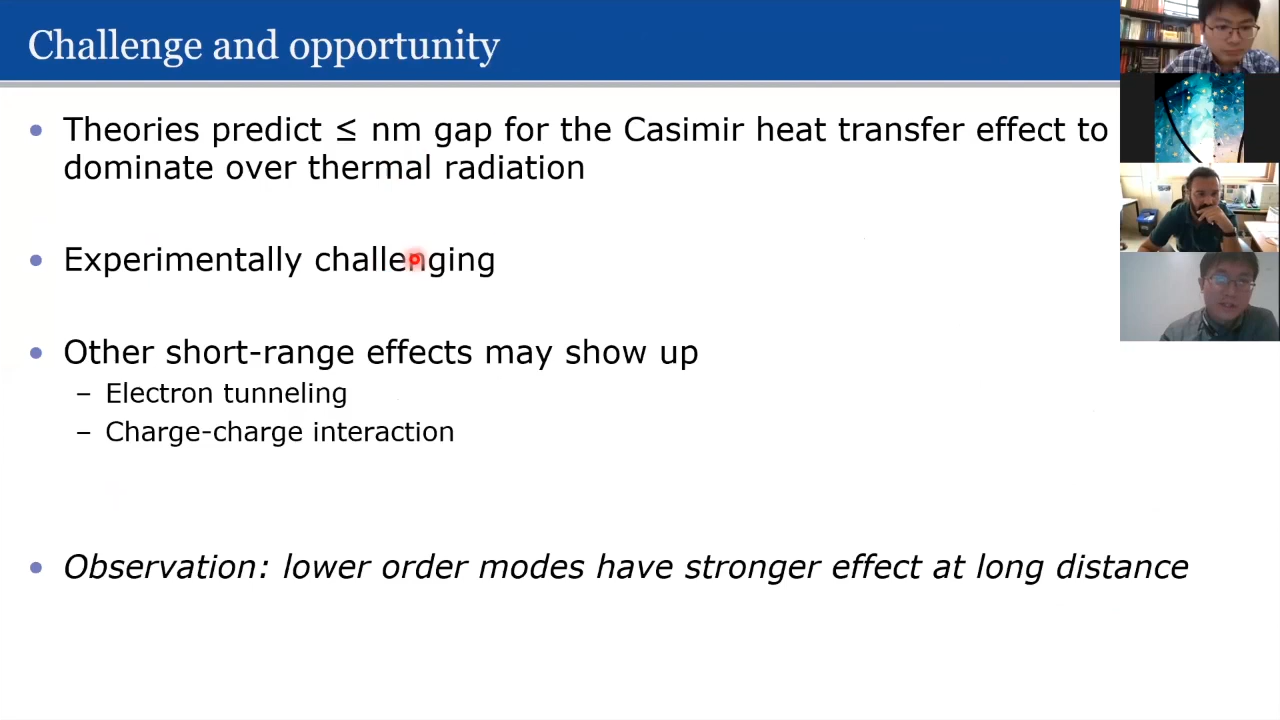 Challenge and opportunity
• Theories predict ≤ nm gap for the Casimir heat transfer effect to
dominate over thermal radiation
• Experimentally challenging
• Other short-range effects may show up
– Electron tunneling
– Charge-charge interaction
• Observation: lower order modes have stronger effect at long distance